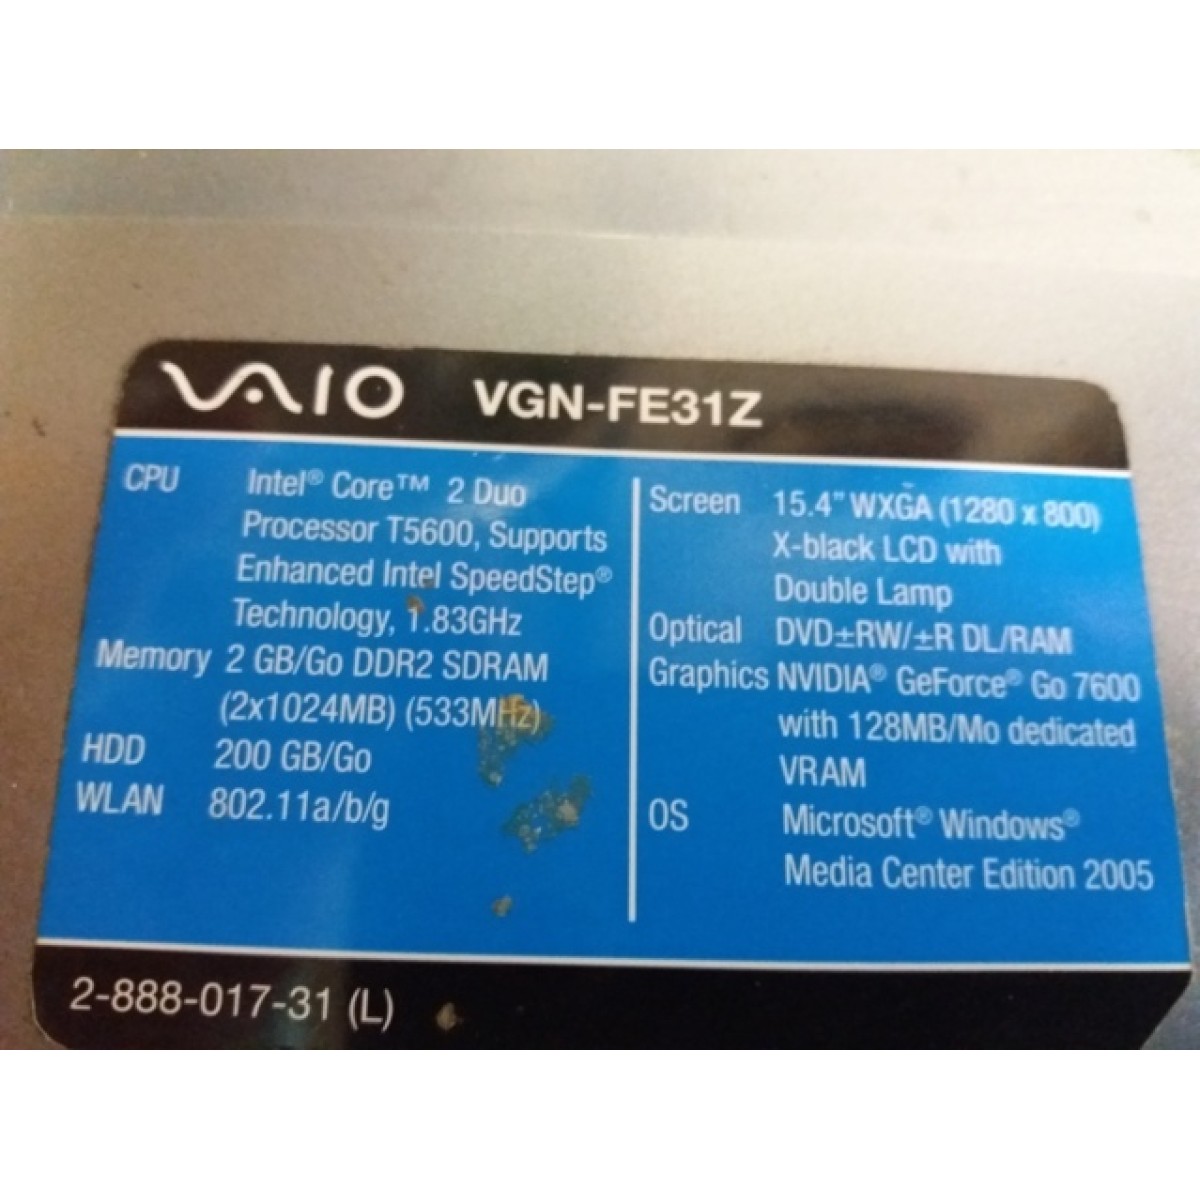 VAIO VGN-FE31Z
CPU Intel® Core™ 2 Duo
Processor T5600, Supports
Enhanced Intel SpeedStep®
Technology, 1.83GHz
Memory 2 GB/Go DDR2 SDRAM
(2x1024MB) (533MHz)
HDD 200 GB/Go
WLAN 802.11a/b/g
Screen 15.4" WXGA (1280 x 800)
X-black LCD with
Double Lamp
Optical DVD±RW/±R DL/RAM
Graphics NVIDIA® GeForce® Go 7600
with 128MB/Mo dedicated
VRAM
OS Microsoft® Windows®
Media Center Edition 2005
2-888-017-31 (L)